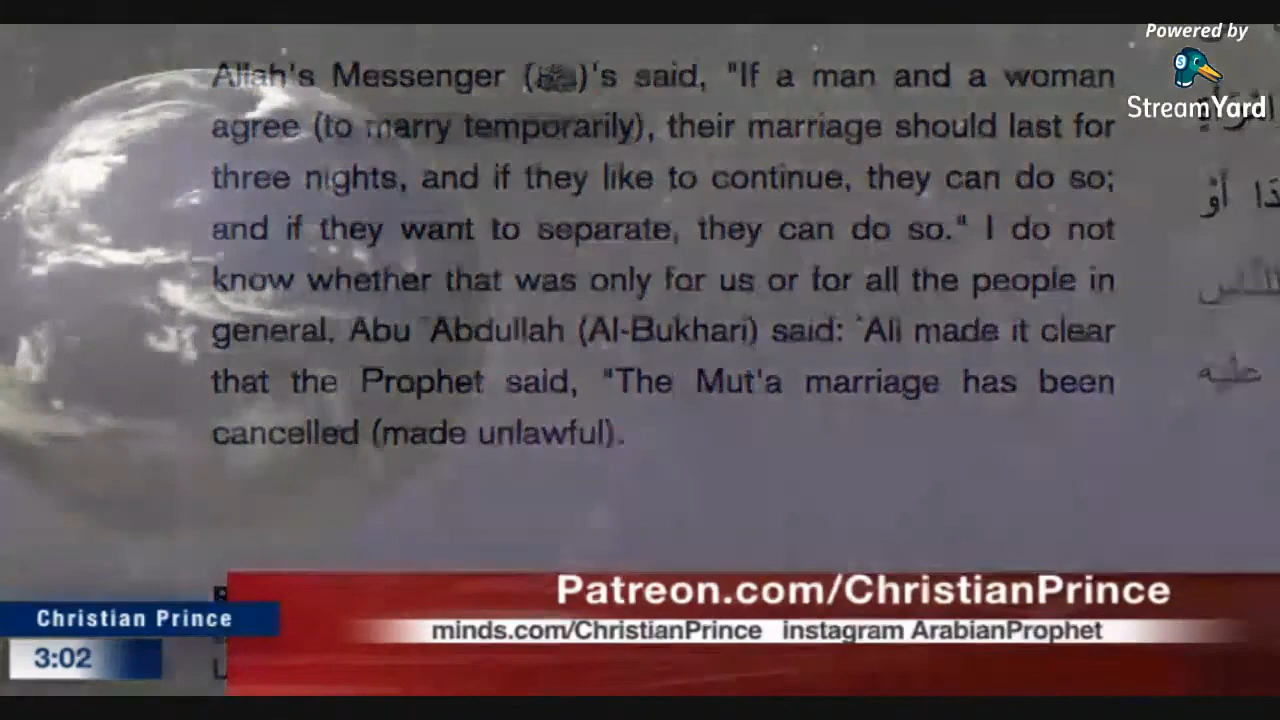 Powered by
StreamYard
Allah's Messenger (ﷺ)'s said, "If a man and a woman
agree (to marry temporarily), their marriage should last for
three nights, and if they like to continue, they can do so;
and if they want to separate, they can do so." I do not
know whether that was only for us or for all the people in
general. Abu `Abdullah (Al-Bukhari) said: `Ali made it clear
that the Prophet said, "The Mut'a marriage has been
cancelled (made unlawful).
أَوْ
عليه
Patreon.com/ChristianPrince
Christian Prince
minds.com/ChristianPrince instagram ArabianProphet
3:02